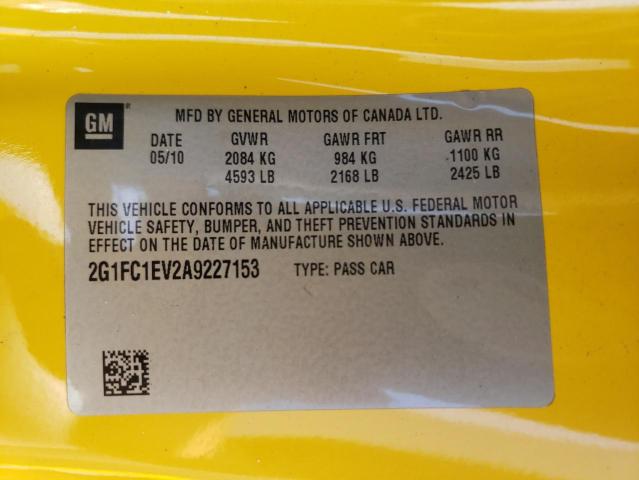 GM ®
MFD BY GENERAL MOTORS OF CANADA LTD.
DATE GVWR GAWR FRT GAWR RR
05/10 2084 KG 984 KG 1100 KG
4593 LB 2168 LB 2425 LB
THIS VEHICLE CONFORMS TO ALL APPLICABLE U.S. FEDERAL MOTOR
VEHICLE SAFETY, BUMPER, AND THEFT PREVENTION STANDARDS IN
EFFECT ON THE DATE OF MANUFACTURE SHOWN ABOVE.
2G1FC1EV2A9227153 TYPE: PASS CAR